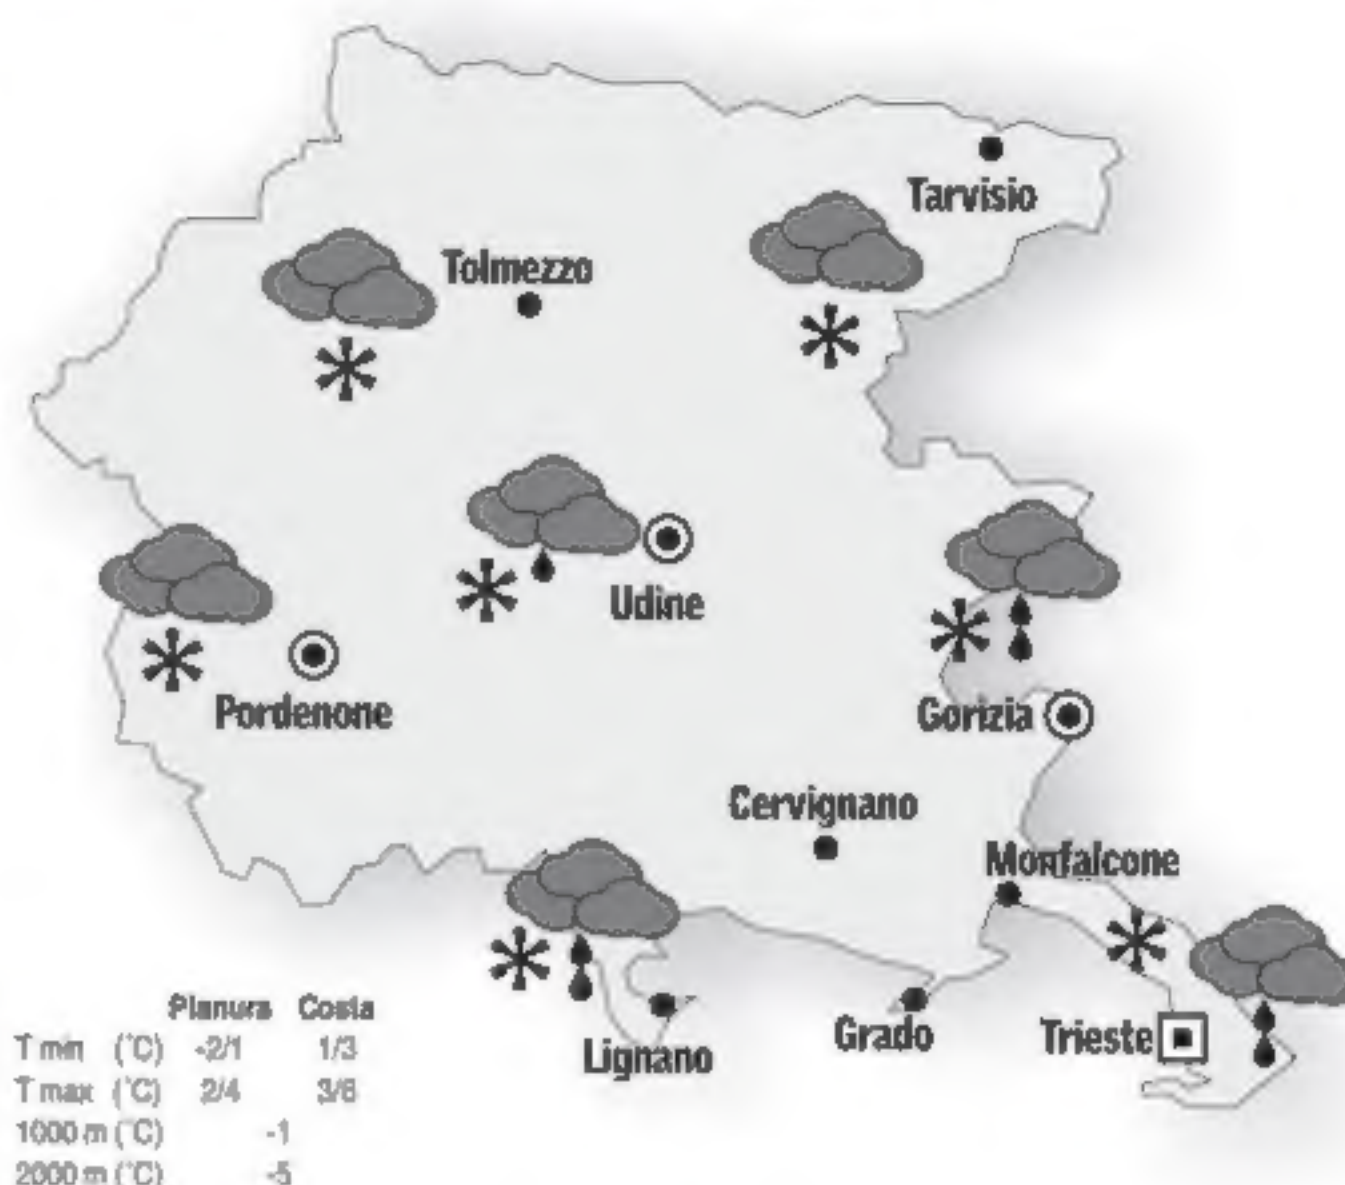 Tarvisio
Tolmezzo
Udine
Pordenone
Gorizia
Cervignano
Monfalcone
Grado
Trieste
Lignano
Pianura Costa
T min (°C) -2/1 1/3
T max (°C) 2/4 3/6
1000 m (°C) -1
2000 m (°C) -5